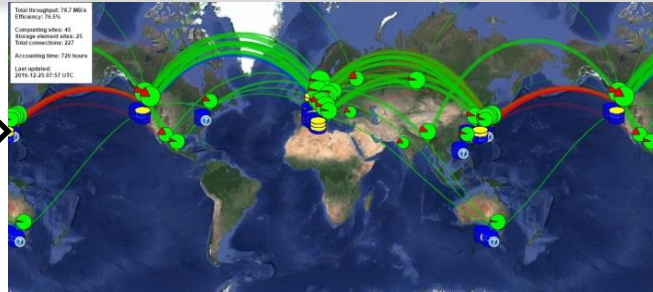 Total throughput: 78.7 MB/s
Efficiency: 76.5%
Computing sites: 45
Storage element sites: 25
Total connections: 227
Accounting time: 720 hours
Last updated:
2016-12-25 07:57 UTC